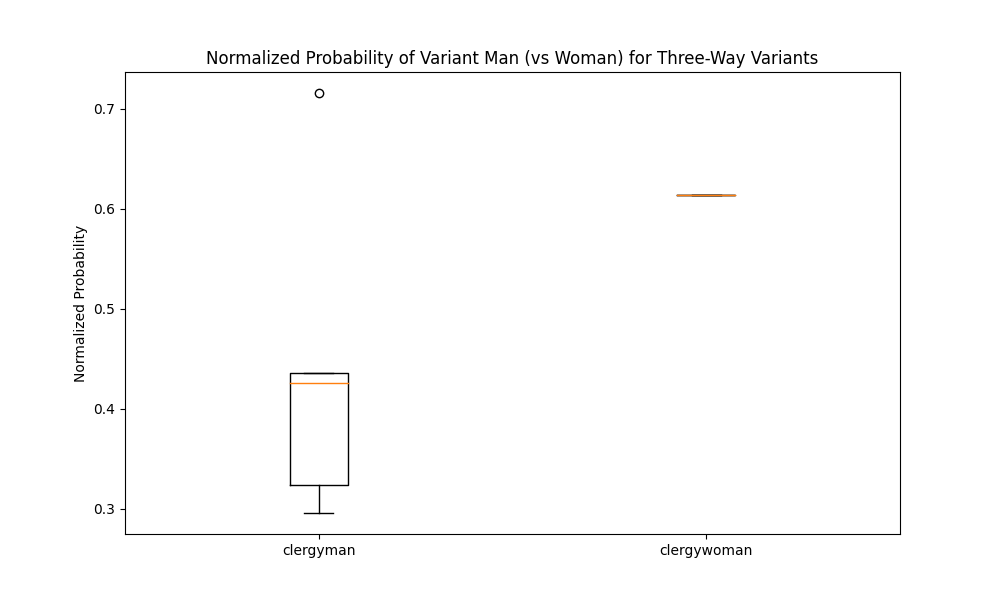 Normalized Probability of Variant Man (vs Woman) for Three-Way Variants
Normalized Probability
0.7
0.6
0.5
0.4
0.3
clergyman
clergywoman